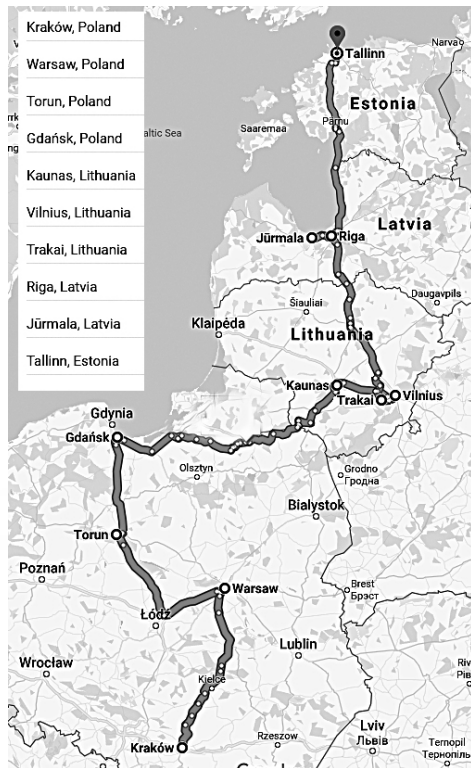 Kraków, Poland
Warsaw, Poland
Torun, Poland
Gdańsk, Poland
Kaunas, Lithuania
Vilnius, Lithuania
Trakai, Lithuania
Riga, Latvia
Jūrmala, Latvia
Tallinn, Estonia
Narva
Tallinn
Estonia
altic Sea
Saaremaa
Pärnu
Latvia
Jūrmala
Riga
Daugavpils
Šiauliai
Klaipėda
Lithuania
Kaunas
Trakai
Vilnius
Gdynia
Gdańsk
Olsztyn
Grodno
Гродна
Bialystok
Torun
Poznań
Warsaw
Brest
Брэст
Łódź
Lublin
Wrocław
Kielce
Kraków
Rzeszow
Lviv
Львів
Ternopil